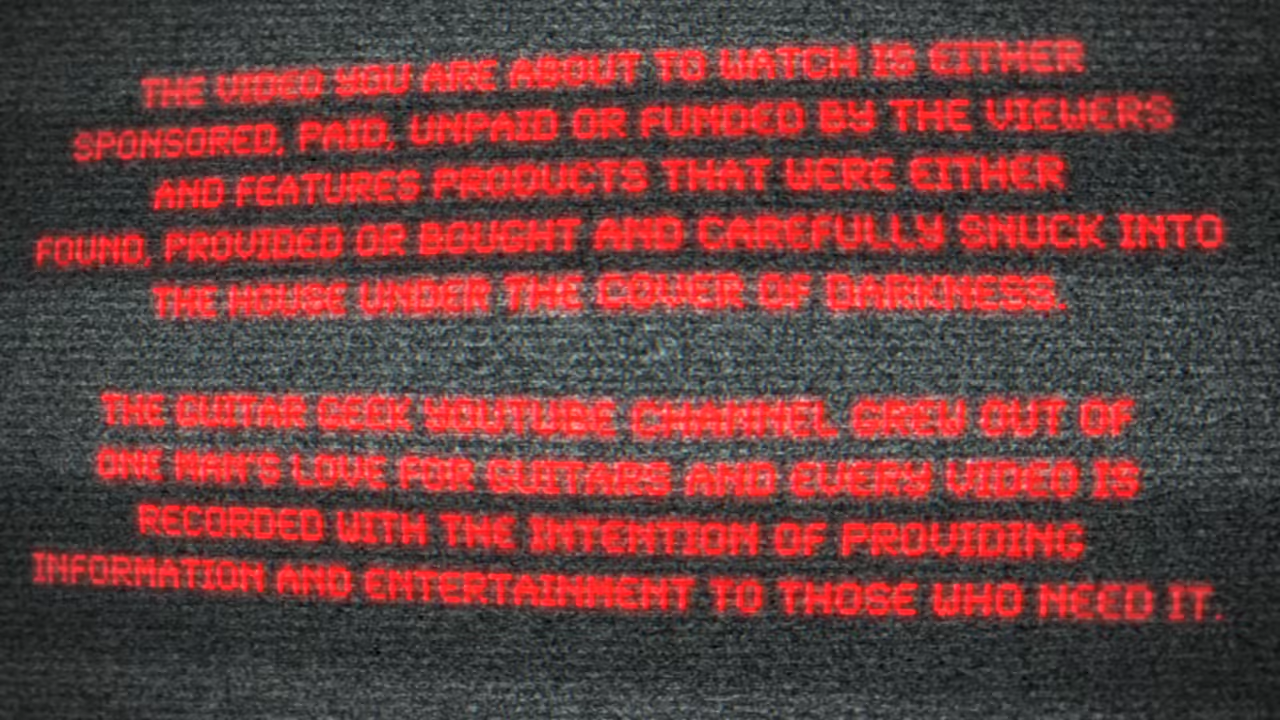 THE VIDEO YOU ARE ABOUT TO WATCH IS EITHER
SPONSORED, PAID, UNPAID OR FUNDED BY THE VIEWERS
AND FEATURES PRODUCTS THAT WERE EITHER
FOUND, PROVIDED OR BOUGHT AND CAREFULLY SNUCK INTO
THE HOUSE UNDER THE COVER OF DARKNESS.
THE GUITAR GEEK YOUTUBE CHANNEL GREW OUT OF
ONE MAN'S LOVE FOR GUITARS AND EVERY VIDEO IS
RECORDED WITH THE INTENTION OF PROVIDING
INFORMATION AND ENTERTAINMENT TO THOSE WHO NEED IT.